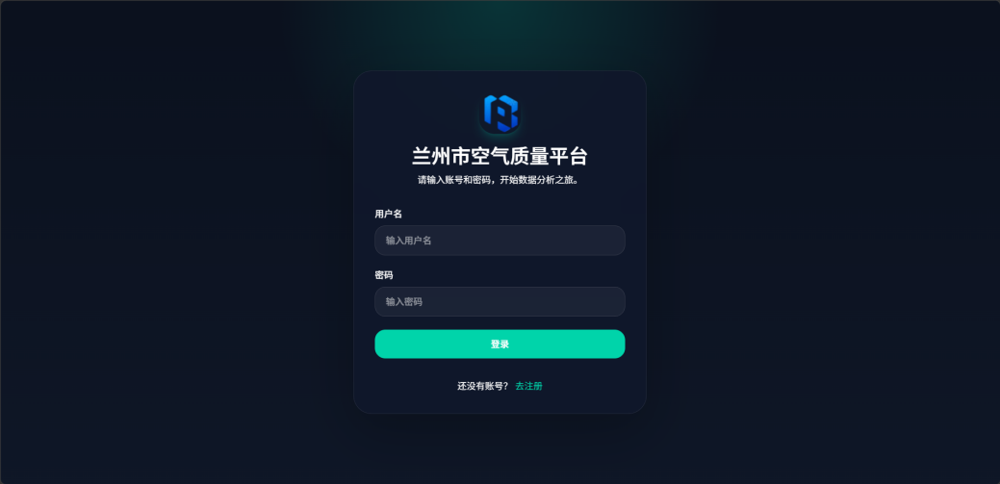 兰州市空气质量平台
请输入账号和密码，开始数据分析之旅。
用户名
输入用户名
密码
输入密码
登录
还没有账号？ 去注册